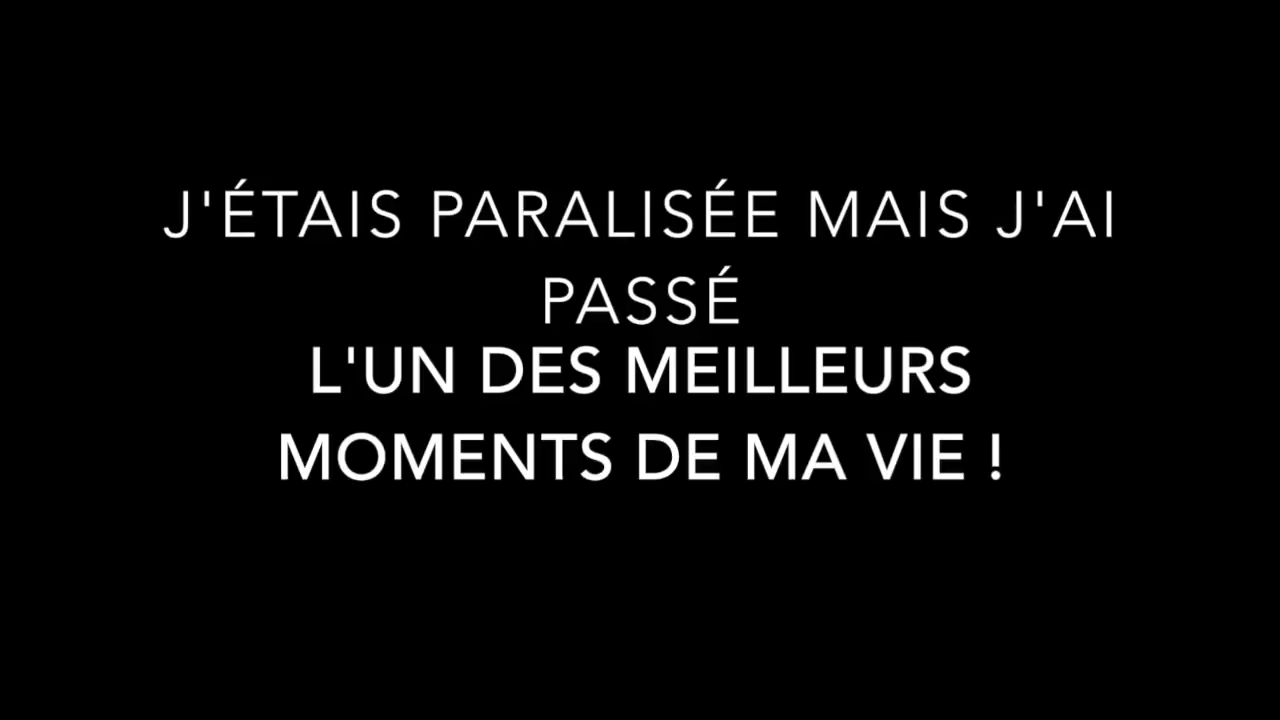 J'ÉTAIS PARALISÉE MAIS J'AI
PASSÉ
L'UN DES MEILLEURS
MOMENTS DE MA VIE !